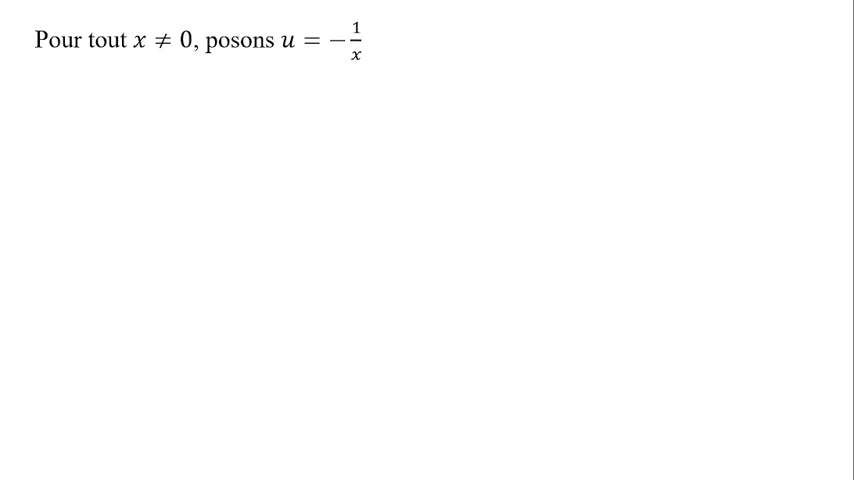 Pour tout 𝑥 ≠ 0, posons 𝑢 = −1/𝑥